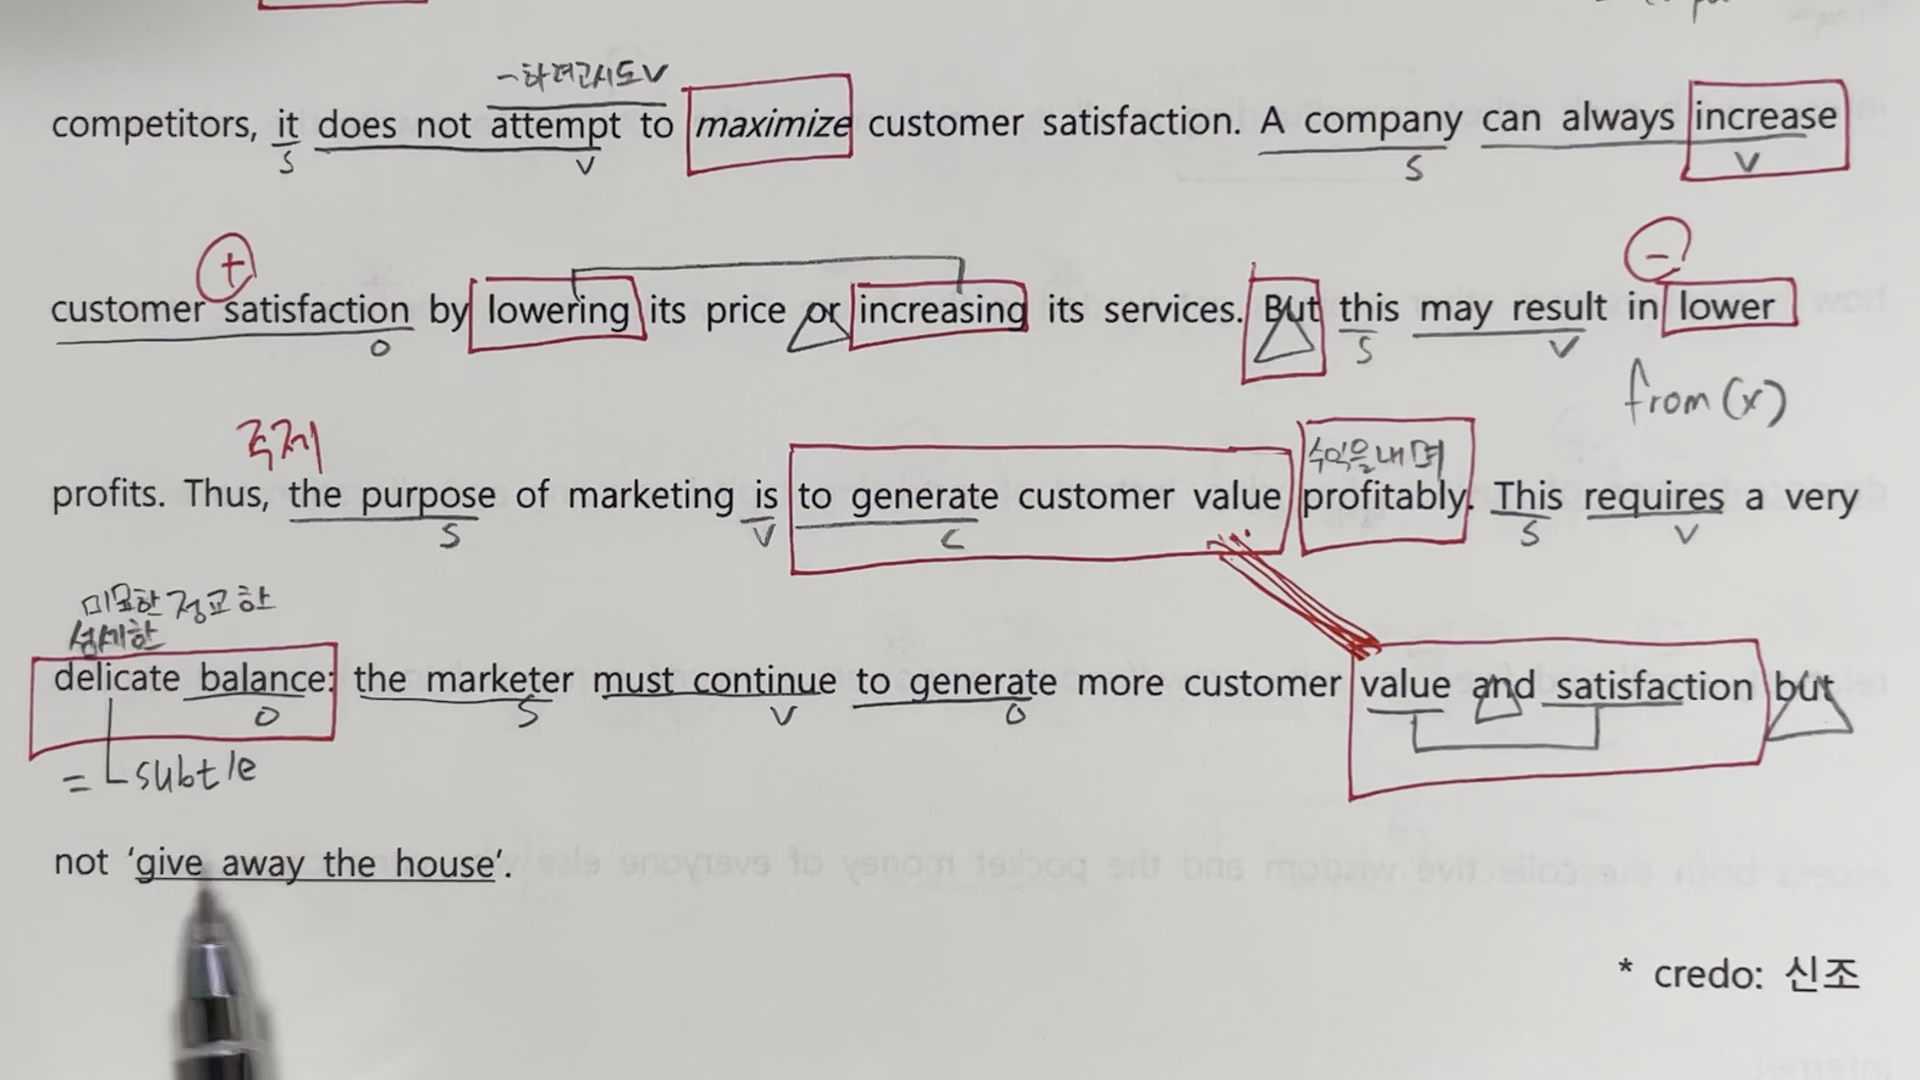 -하려고시도V
competitors, it does not attempt to maximize customer satisfaction. A company can always increase
S V S V
+ -
customer satisfaction by lowering its price or increasing its services. But this may result in lower
O S V
from (x)
주제 수익을내며
profits. Thus, the purpose of marketing is to generate customer value profitably. This requires a very
S V C S V
미묘한 정교한
섬세한
delicate balance: the marketer must continue to generate more customer value and satisfaction but
O S V O
= subtle
not ‘give away the house’.
* credo: 신조